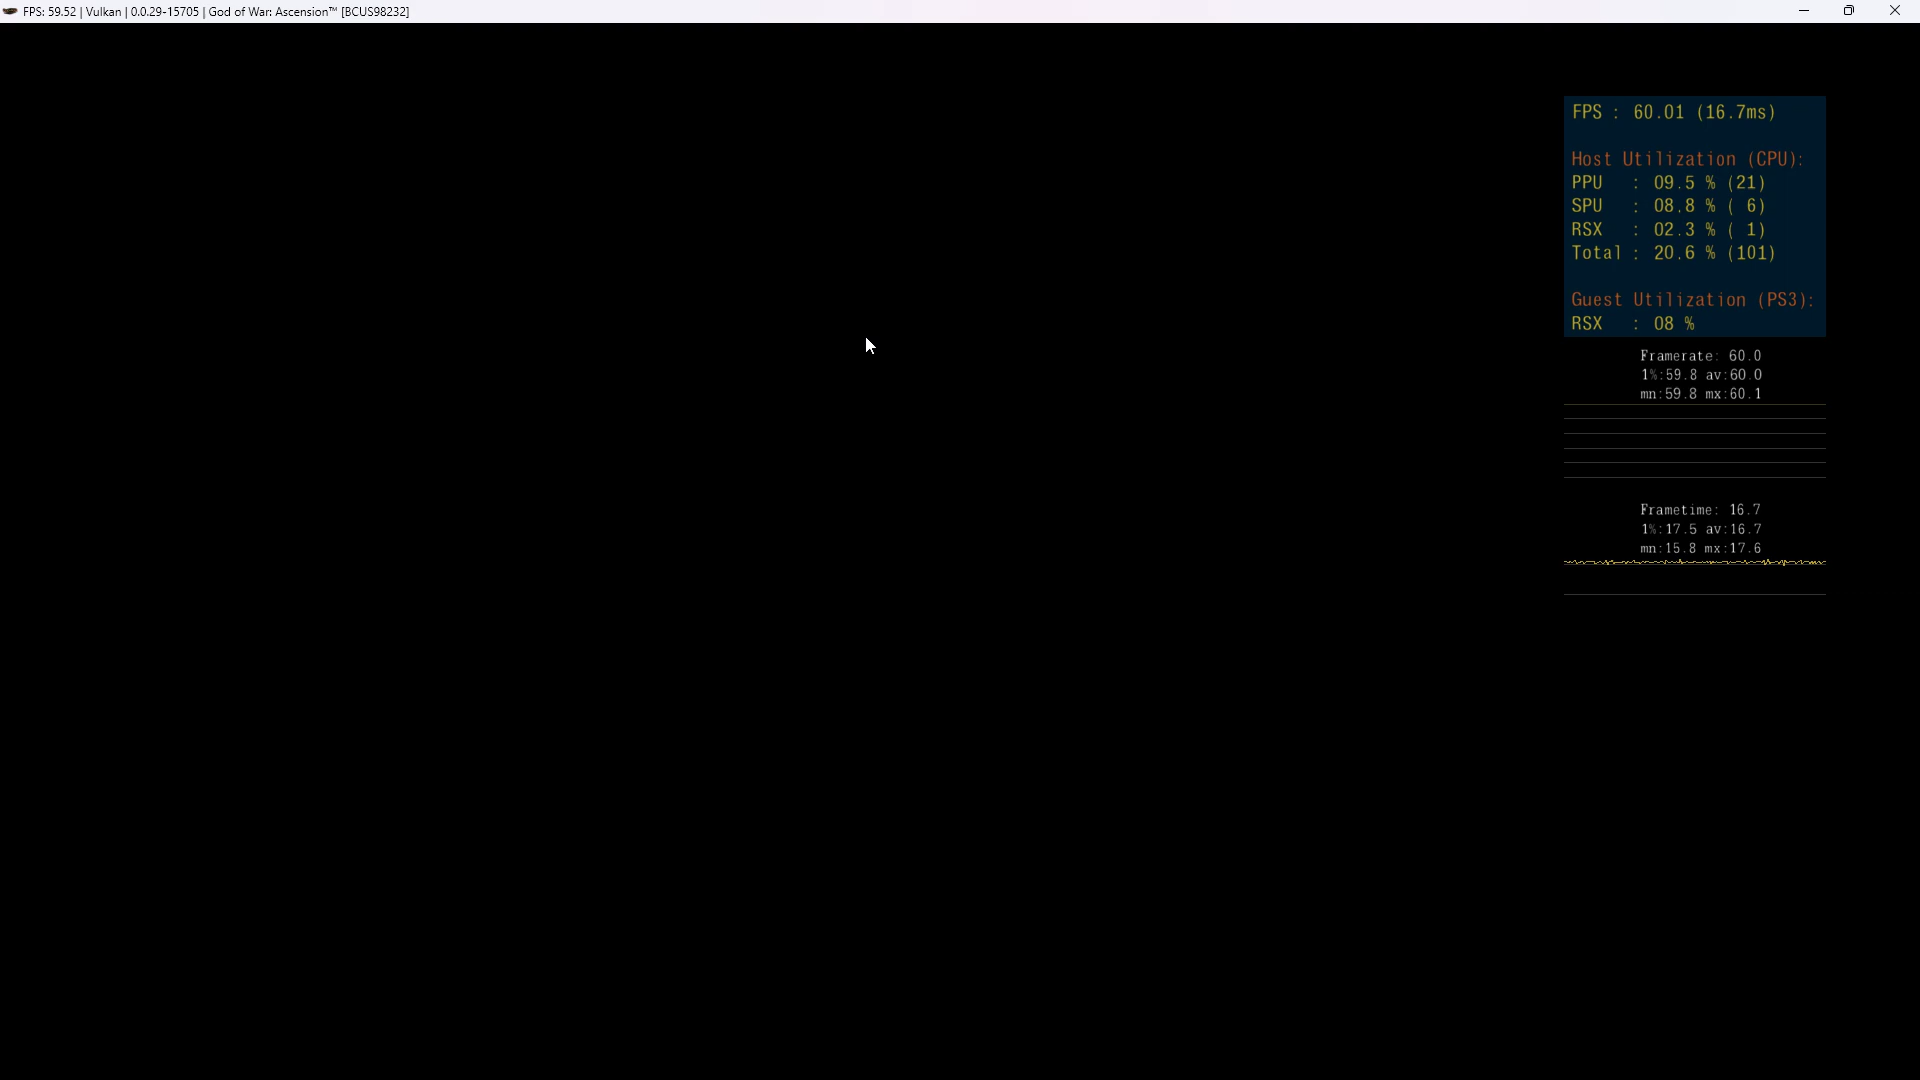 FPS: 59.52 | Vulkan | 0.0.29-15705 | God of War: Ascension™ [BCUS98232]
FPS : 60.01 (16.7ms)
Host Utilization (CPU):
PPU : 09.5 % (21)
SPU : 08.8 % ( 6)
RSX : 02.3 % ( 1)
Total : 20.6 % (101)
Guest Utilization (PS3):
RSX : 08 %
Framerate: 60.0
1%:59.8 av:60.0
mn:59.8 mx:60.1
Frametime: 16.7
1%:17.5 av:16.7
mn:15.8 mx:17.6